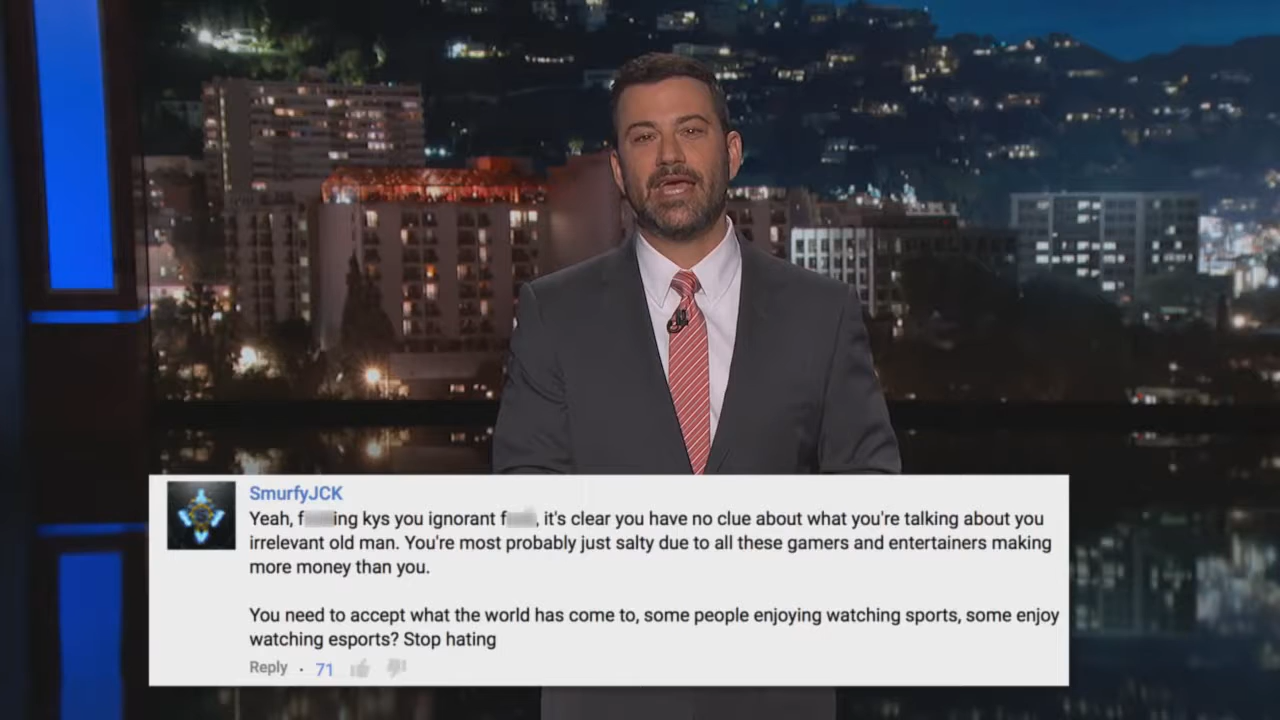 SmurfyJCK
Yeah, f ing kys you ignorant f , it's clear you have no clue about what you're talking about you
irrelevant old man. You're most probably just salty due to all these gamers and entertainers making
more money than you.
You need to accept what the world has come to, some people enjoying watching sports, some enjoy
watching esports? Stop hating
Reply · 71